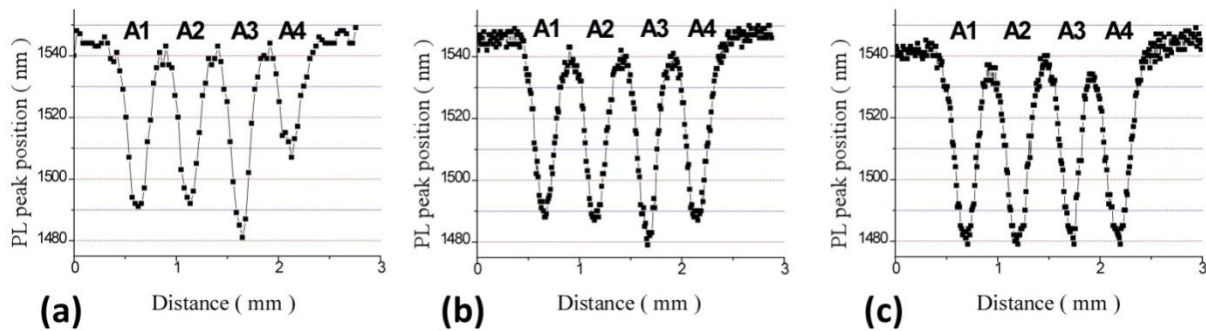 A1 A2 A3 A4
PL peak position ( nm )
1540
1520
1500
1480
0 1 2 3
Distance ( mm )
(a)
A1 A2 A3 A4
PL peak position ( nm )
1540
1520
1500
1480
0 1 2 3
Distance ( mm )
(b)
A1 A2 A3 A4
PL peak position ( nm )
1540
1520
1500
1480
0 1 2 3
Distance ( mm )
(c)